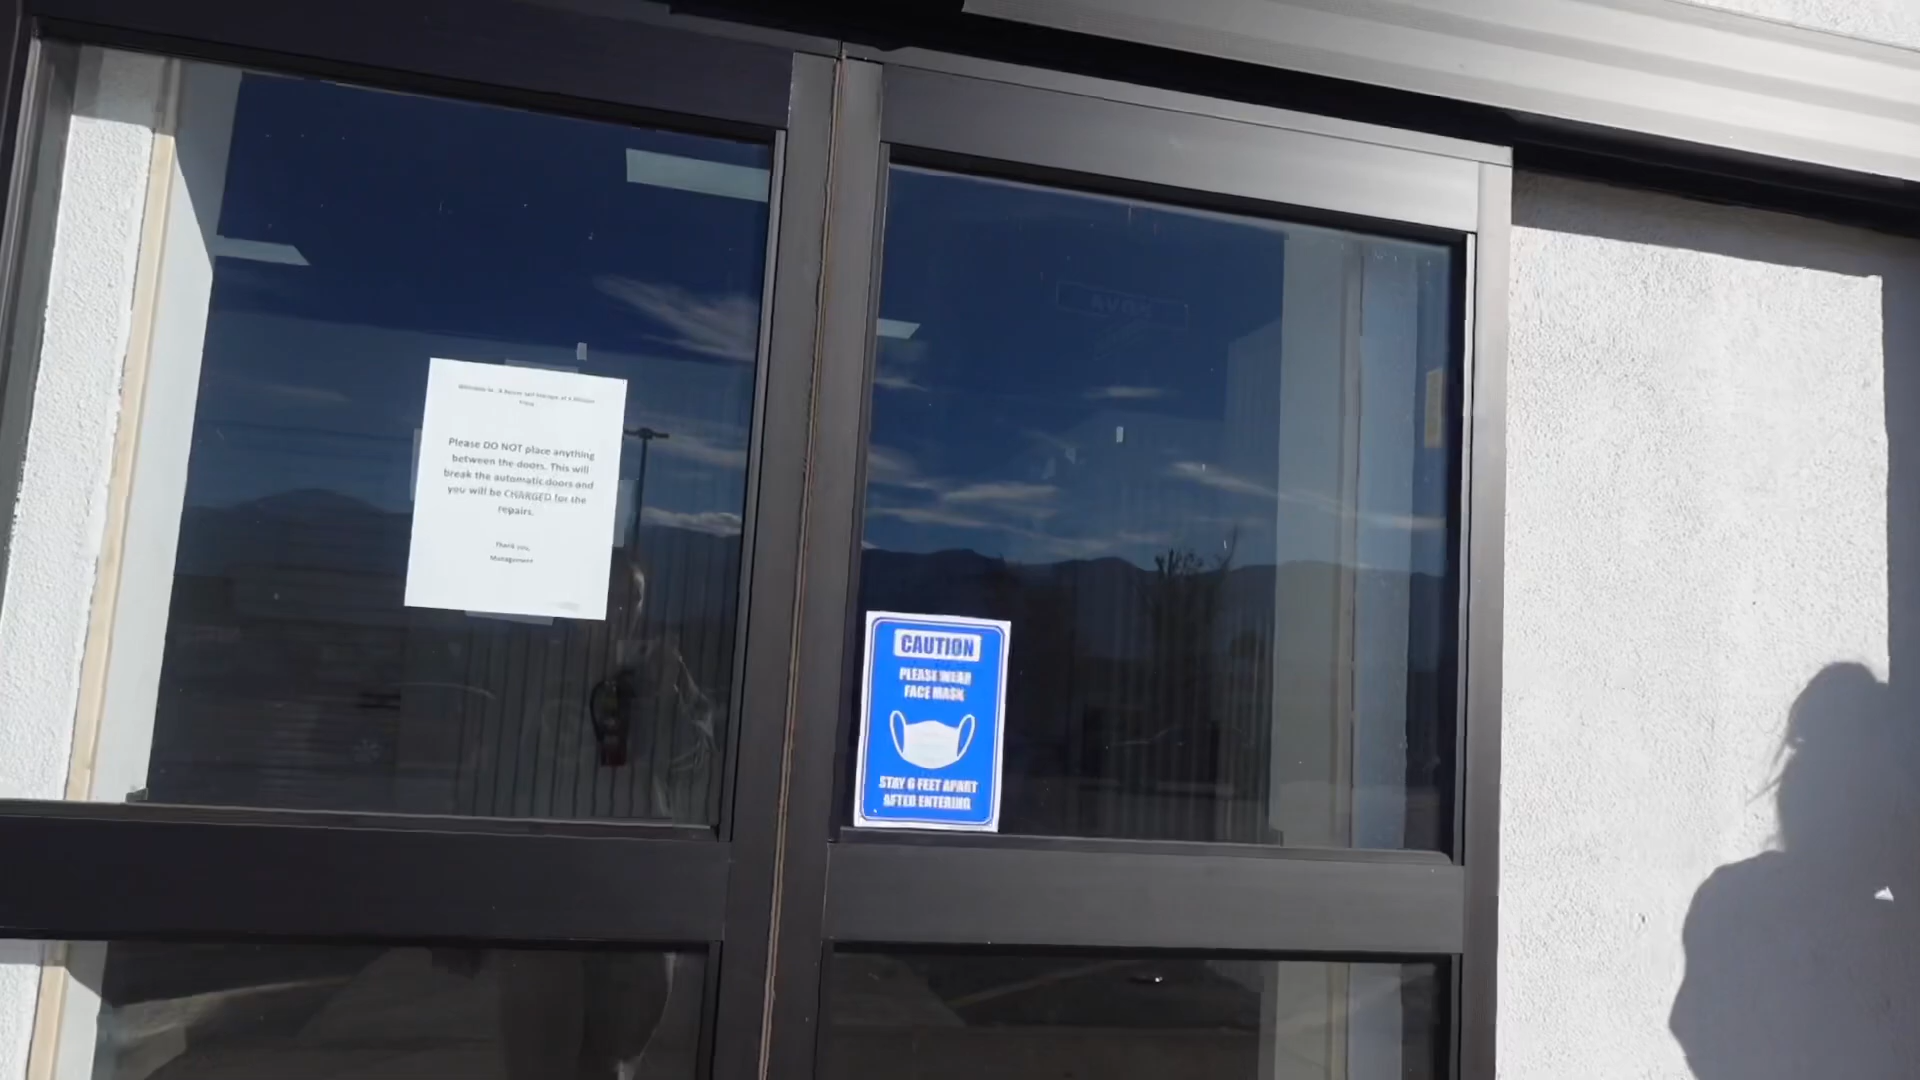 Please DO NOT place anything
between the doors. This will
break the automatic doors and
you will be CHARGED for the
repairs.
Thank you,
Management
CAUTION
PLEASE WEAR
FACE MASK
STAY 6 FEET APART
AFTER ENTERING